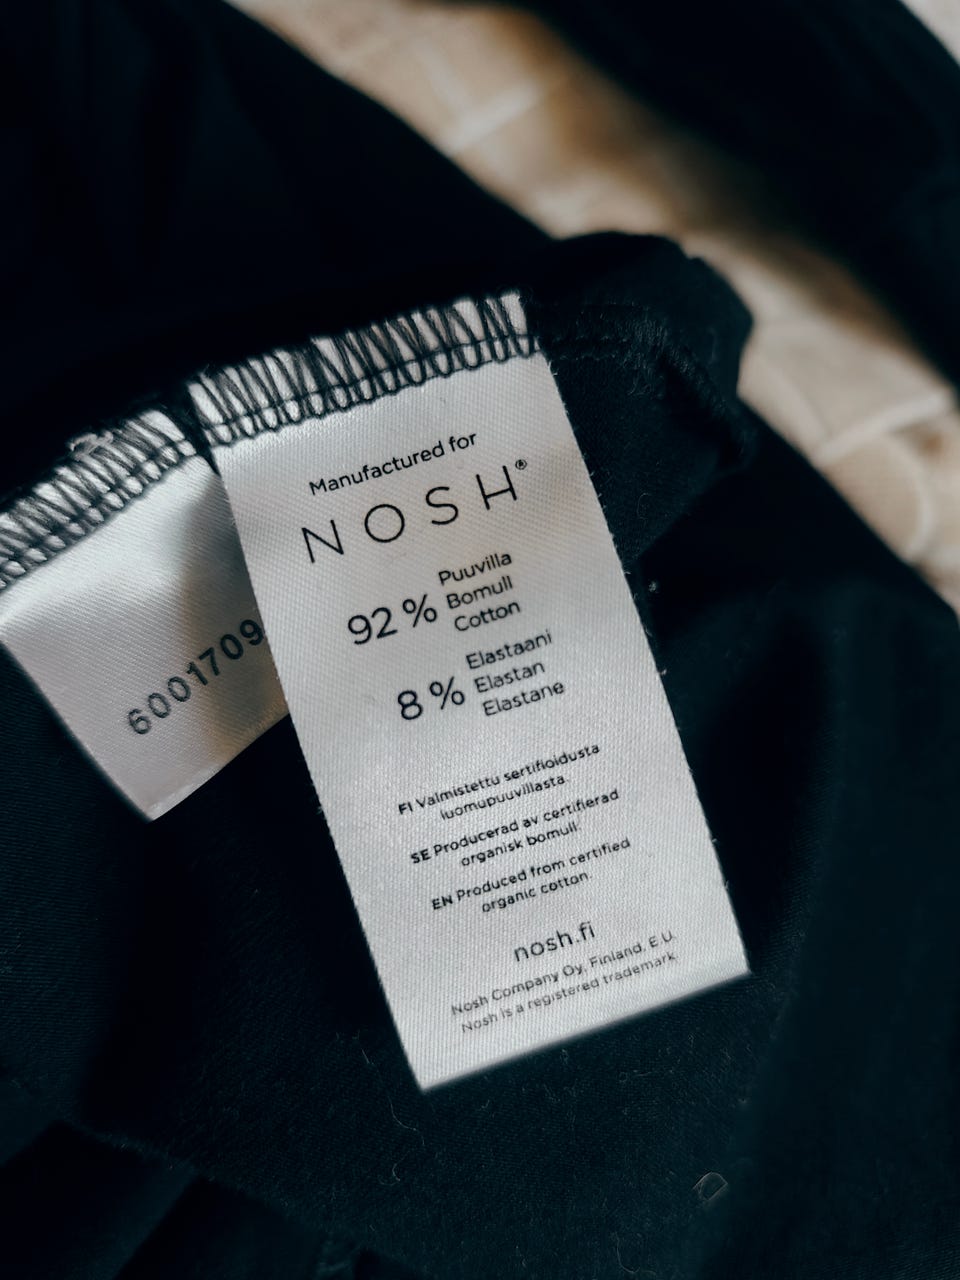 Manufactured for
NOSH®
92 %
Puuvilla
Bomull
Cotton
8 %
Elastaani
Elastan
Elastane
FI Valmistettu sertifioidusta
luomupuuvillasta.
SE Producerad av certifierad
organisk bomull.
EN Produced from certified
organic cotton.
nosh.fi
Nosh Company Oy, Finland, E.U.
Nosh is a registered trademark.
6001709